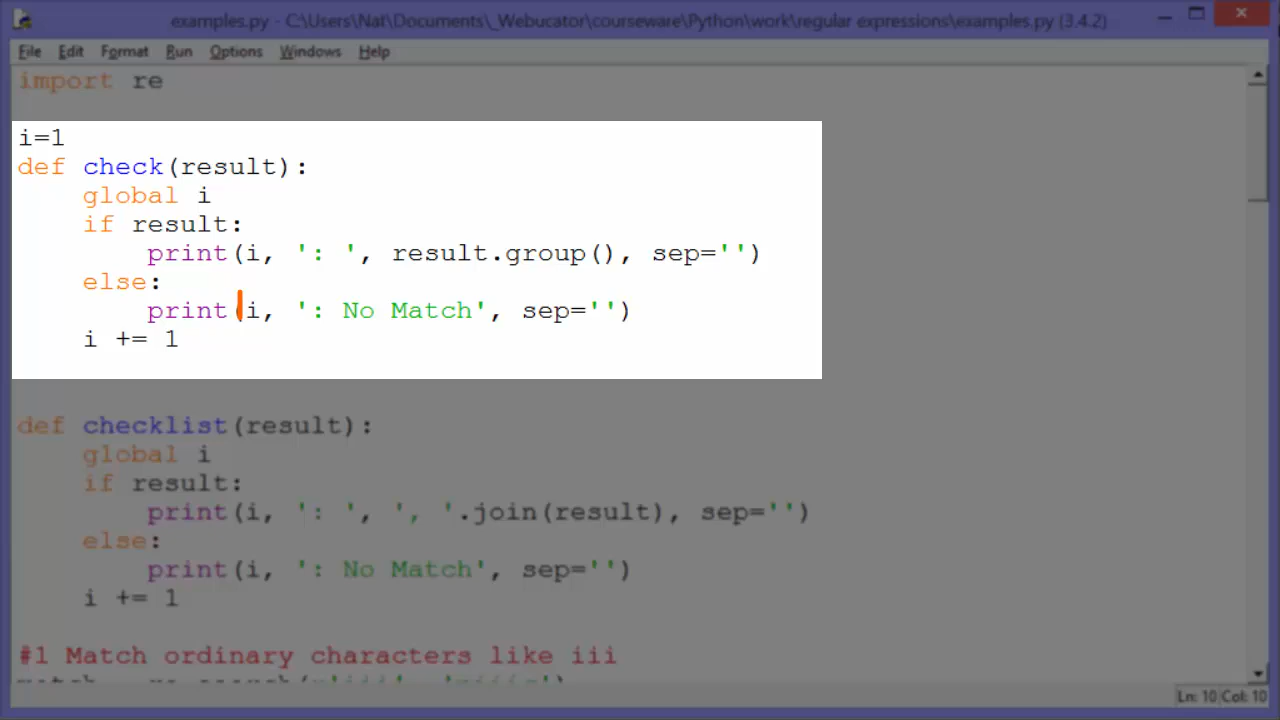 examples.py - C:\Users\Nat\Documents\_Webucator\courseware\Python\work\regular expressions\examples.py (3.4.2)
File Edit Format Run Options Windows Help
import re
i=1
def check(result):
    global i
    if result:
        print(i, ': ', result.group(), sep='')
    else:
        print(i, ': No Match', sep='')
    i += 1
def checklist(result):
    global i
    if result:
        print(i, ': ', ', '.join(result), sep='')
    else:
        print(i, ': No Match', sep='')
    i += 1
#1 Match ordinary characters like iii
Ln: 10 Col: 10